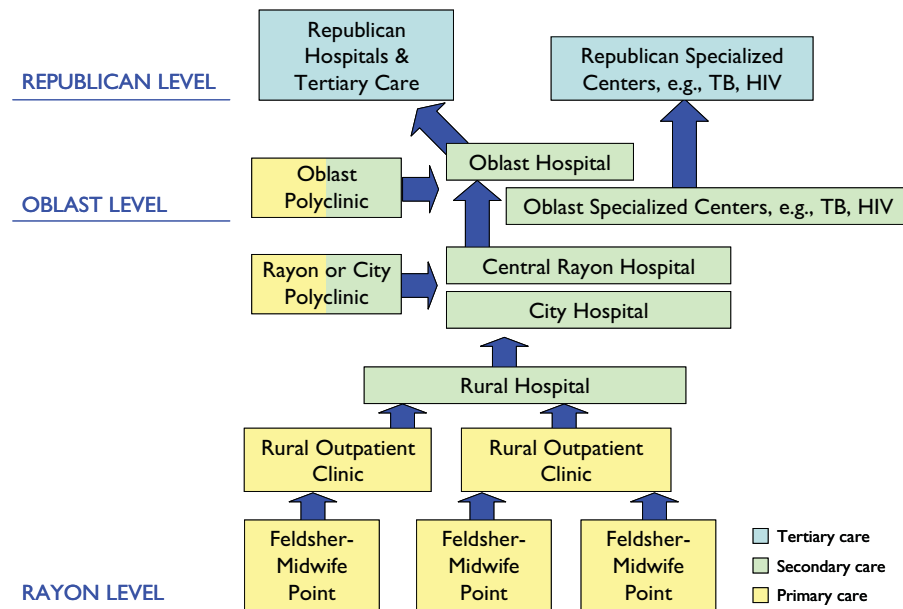 Republican
Hospitals &
Tertiary Care
Republican Specialized
Centers, e.g., TB, HIV
REPUBLICAN LEVEL
Oblast Hospital
Oblast
Polyclinic
OBLAST LEVEL
Oblast Specialized Centers, e.g., TB, HIV
Rayon or City
Polyclinic
Central Rayon Hospital
City Hospital
Rural Hospital
Rural Outpatient
Clinic
Rural Outpatient
Clinic
Feldsher-
Midwife
Point
Feldsher-
Midwife
Point
Feldsher-
Midwife
Point
RAYON LEVEL
Tertiary care
Secondary care
Primary care